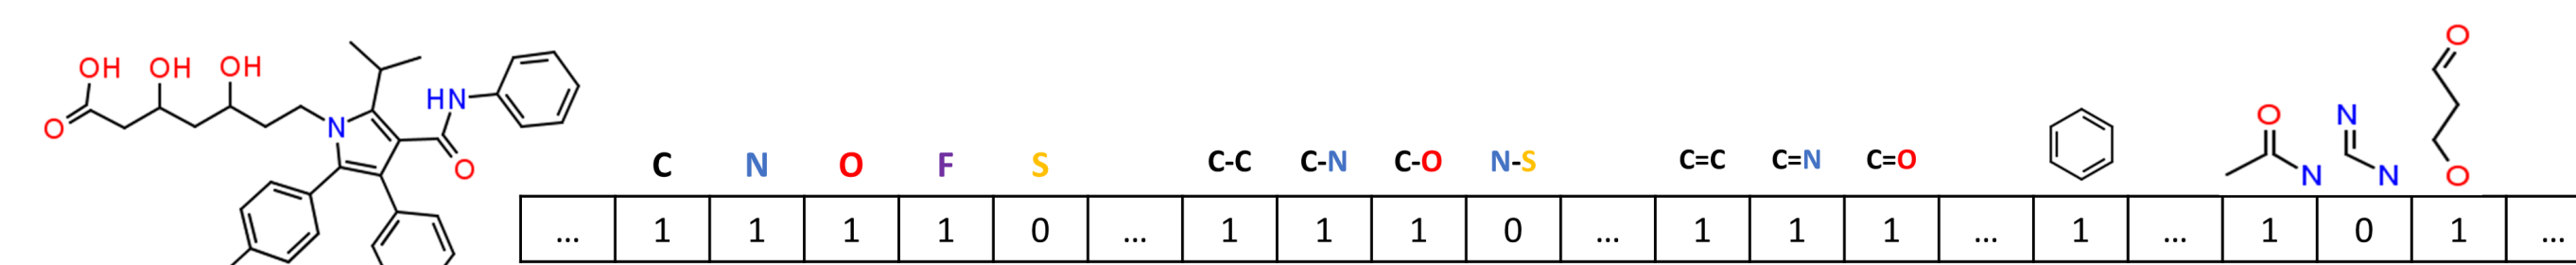 OH OH OH
O
N
HN
O
C N O F S C-C C-N C-O N-S C=C C=N C=O
O N
N N
O O
... 1 1 1 1 0 ... 1 1 1 0 ... 1 1 1 ... 1 ... 1 0 1 ...